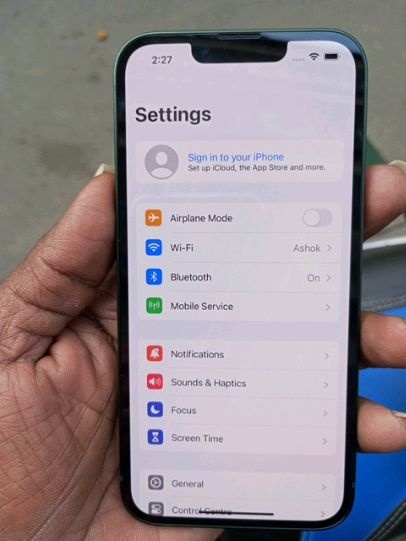 2:27
Settings
Sign in to your iPhone
Set up iCloud, the App Store and more.
Airplane Mode
Wi-Fi Ashok
Bluetooth On
Mobile Service
Notifications
Sounds & Haptics
Focus
Screen Time
General
Control Centre